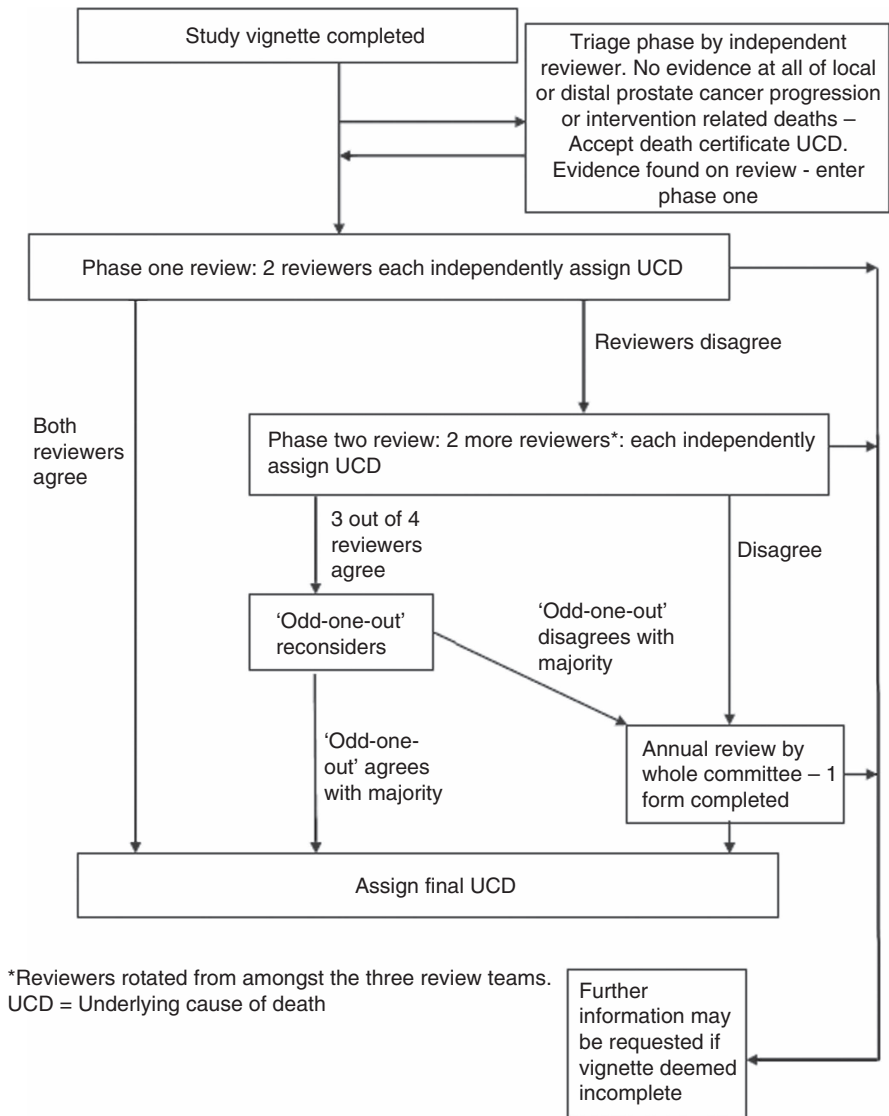 Study vignette completed
Triage phase by independent
reviewer. No evidence at all of local
or distal prostate cancer progression
or intervention related deaths –
Accept death certificate UCD.
Evidence found on review - enter
phase one
Phase one review: 2 reviewers each independently assign UCD
Reviewers disagree
Both
reviewers
agree
Phase two review: 2 more reviewers*: each independently
assign UCD
3 out of 4
reviewers
agree
Disagree
‘Odd-one-out’
reconsiders
‘Odd-one-out’
disagrees with
majority
‘Odd-one-
out’ agrees
with majority
Annual review by
whole committee – 1
form completed
Assign final UCD
*Reviewers rotated from amongst the three review teams.
UCD = Underlying cause of death
Further
information may
be requested if
vignette deemed
incomplete